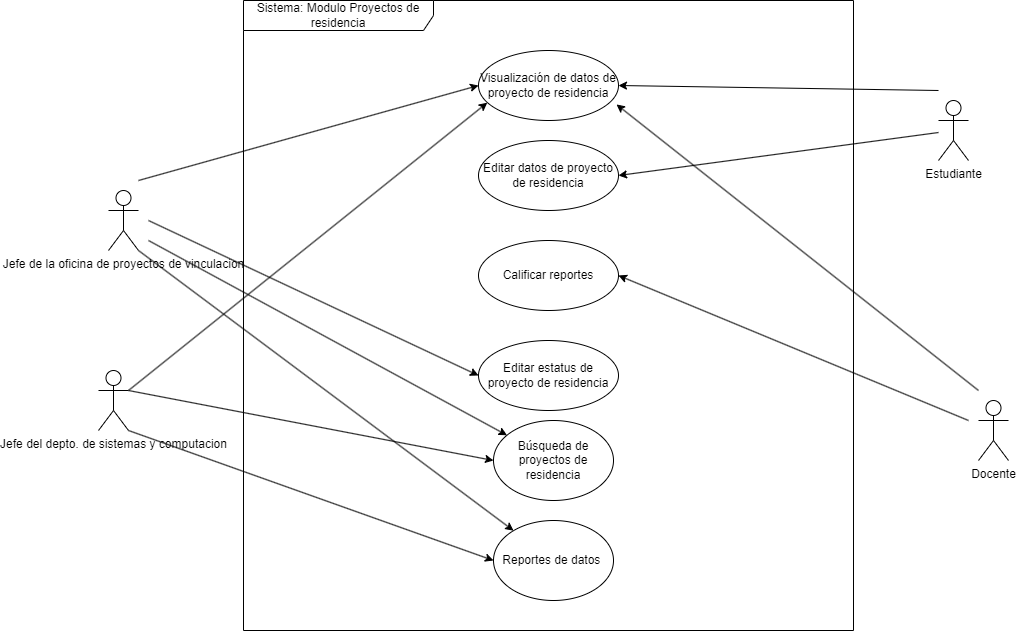 Sistema: Modulo Proyectos de
residencia
Visualización de datos de
proyecto de residencia
Editar datos de proyecto
de residencia
Estudiante
Jefe de la oficina de proyectos de vinculacion
Calificar reportes
Editar estatus de
proyecto de residencia
Jefe del depto. de sistemas y computacion
Búsqueda de
proyectos de
residencia
Docente
Reportes de datos